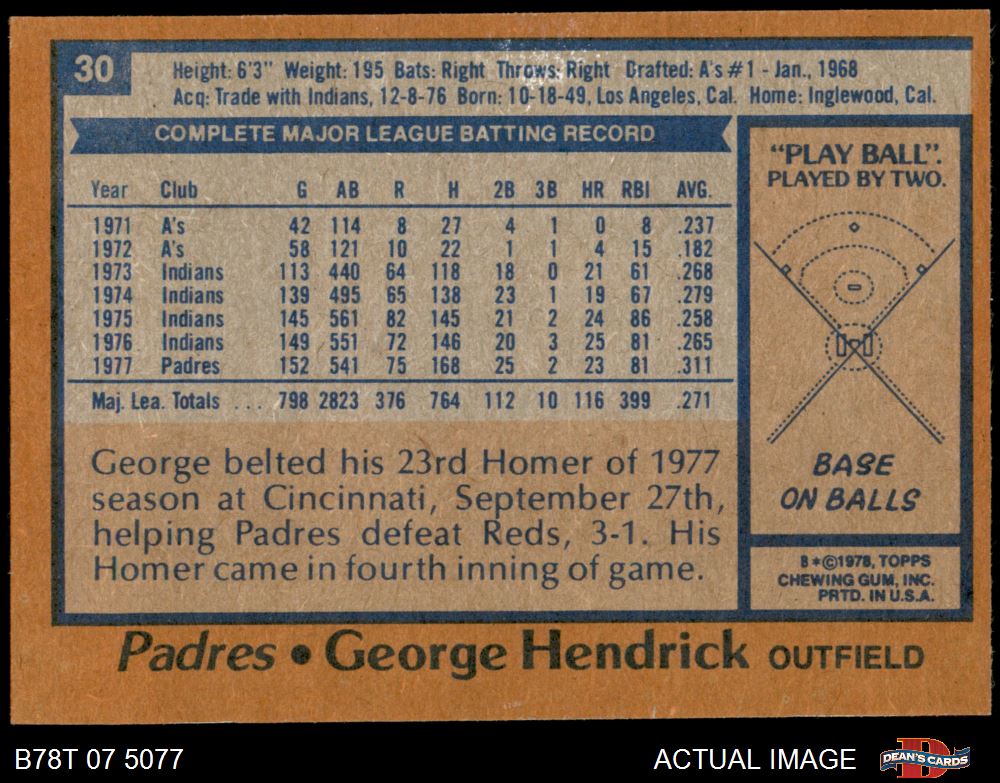 30
Height: 6'3" Weight: 195 Bats: Right Throws: Right Drafted: A's #1 - Jan., 1968
Acq: Trade with Indians, 12-8-76 Born: 10-18-49, Los Angeles, Cal. Home: Inglewood, Cal.
COMPLETE MAJOR LEAGUE BATTING RECORD
Year Club G AB R H 2B 3B HR RBI AVG.
1971 A's 42 114 8 27 4 1 0 8 .237
1972 A's 58 121 10 22 1 1 4 15 .182
1973 Indians 113 440 64 118 18 0 21 61 .268
1974 Indians 139 495 65 138 23 1 19 67 .279
1975 Indians 145 561 82 145 21 2 24 86 .258
1976 Indians 149 551 72 146 20 3 25 81 .265
1977 Padres 152 541 75 168 25 2 23 81 .311
Maj. Lea. Totals ... 798 2823 376 764 112 10 116 399 .271
George belted his 23rd Homer of 1977
season at Cincinnati, September 27th,
helping Padres defeat Reds, 3-1. His
Homer came in fourth inning of game.
"PLAY BALL".
PLAYED BY TWO.
BASE
ON BALLS
B*©1978, TOPPS
CHEWING GUM, INC.
PRTD. IN U.S.A.
Padres • George Hendrick OUTFIELD
B78T 07 5077
ACTUAL IMAGE
D
DEAN'S CARDS